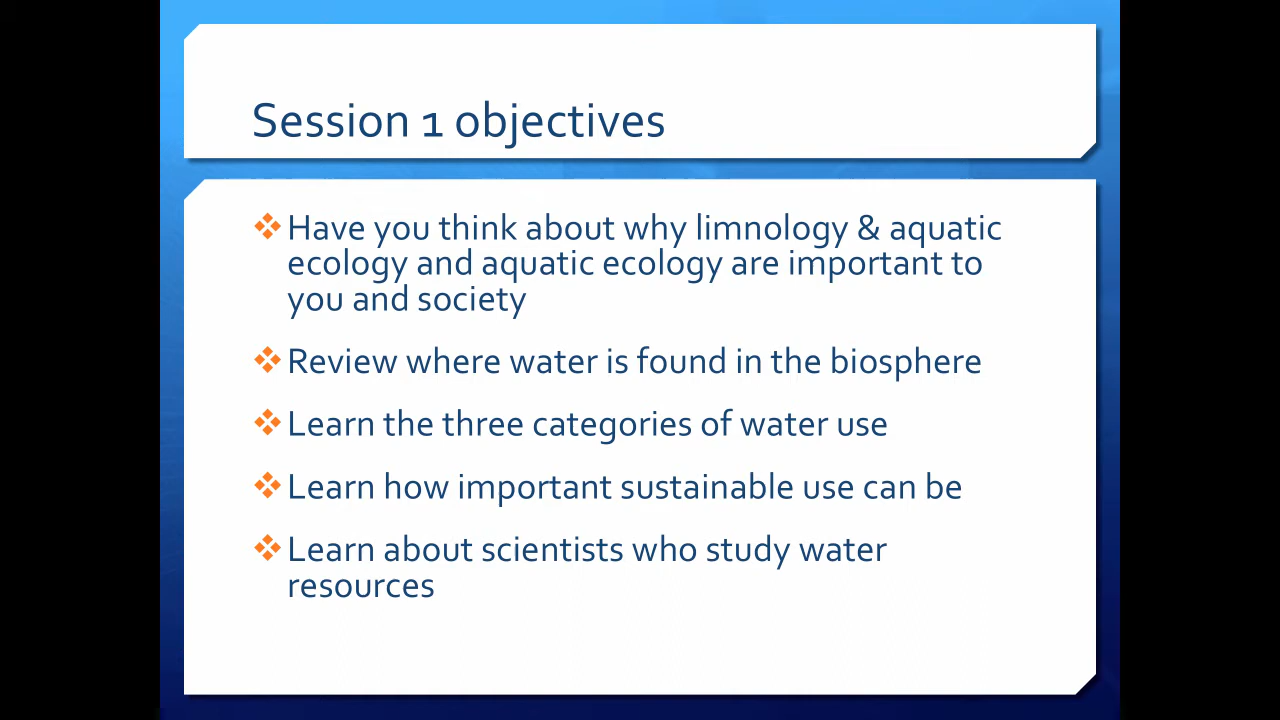 Session 1 objectives
Have you think about why limnology & aquatic
ecology and aquatic ecology are important to
you and society
Review where water is found in the biosphere
Learn the three categories of water use
Learn how important sustainable use can be
Learn about scientists who study water
resources